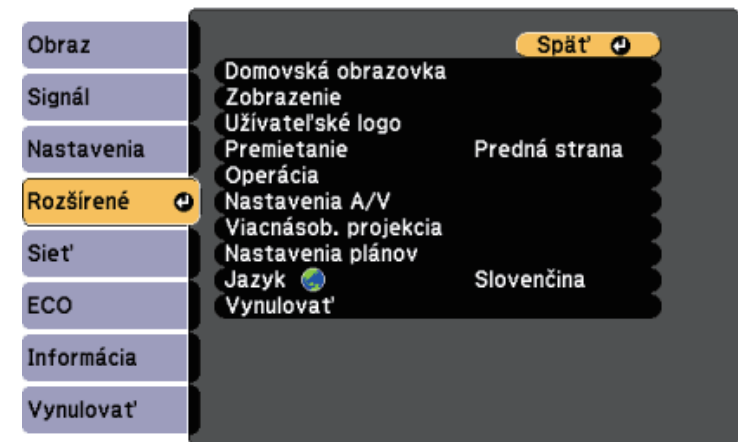 Obraz
Signál
Nastavenia
Rozšírené
Sieť
ECO
Informácia
Vynulovať
Späť
Domovská obrazovka
Zobrazenie
Užívateľské logo
Premietanie Predná strana
Operácia
Nastavenia A/V
Viacnásob. projekcia
Nastavenia plánov
Jazyk Slovenčina
Vynulovať